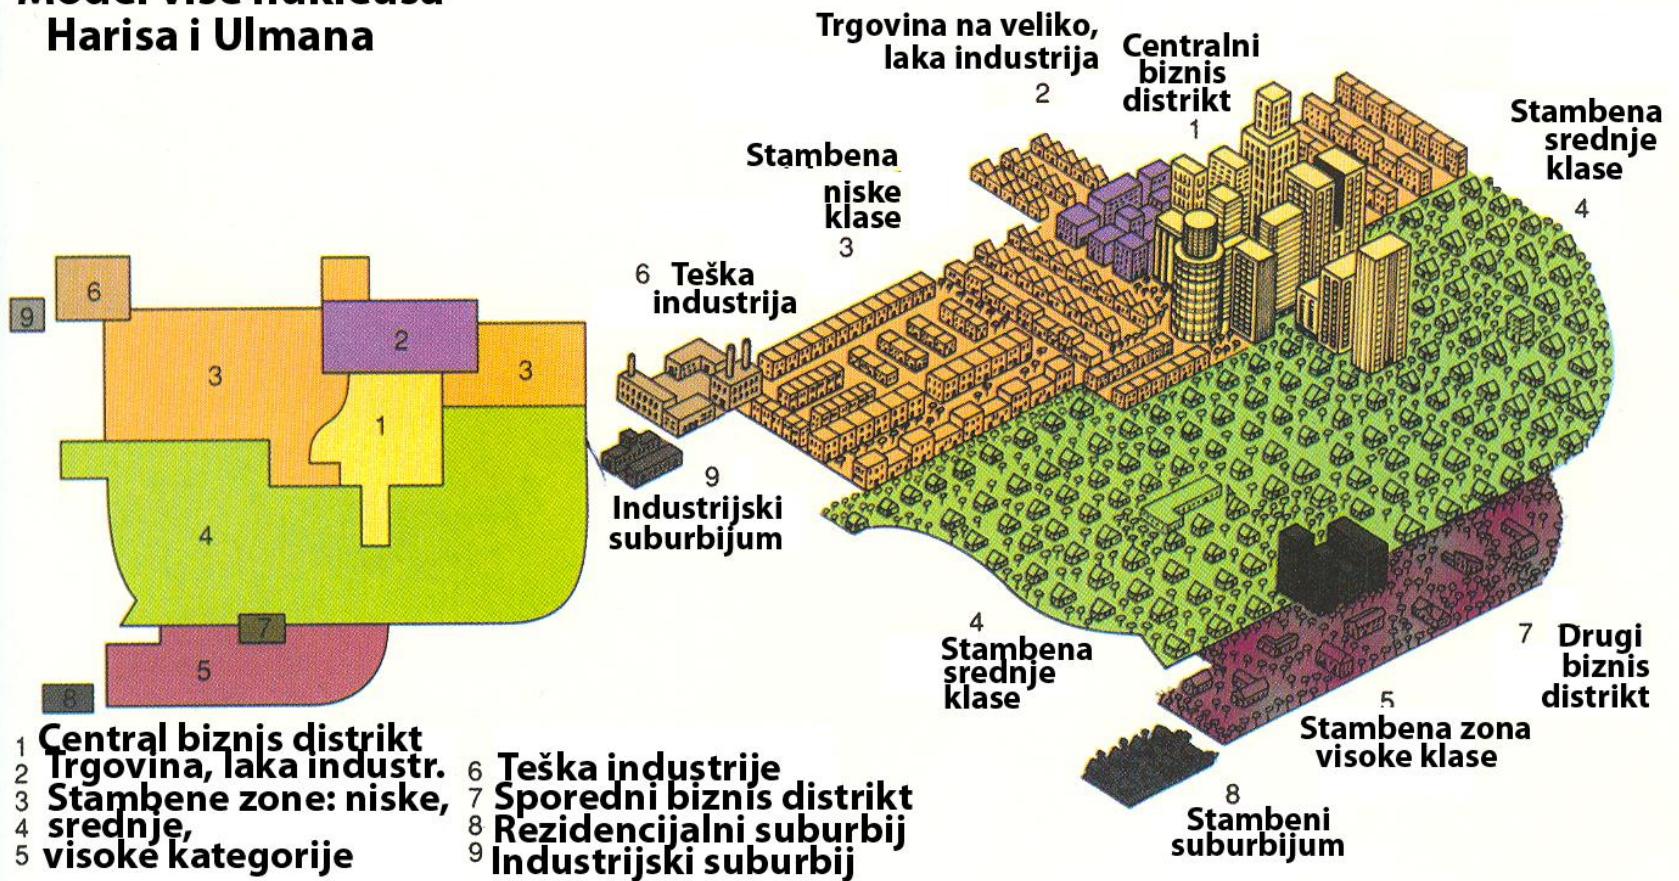 Model više nukleusa
Harisa i Ulmana
Trgovina na veliko,
laka industrija
2
Centralni
biznis
distrikt
1
Stambena
srednje
klase
4
Stambena
niske
klase
3
6 Teška
industrija
9
Industrijski
suburbijum
4
Stambena
srednje
klase
7 Drugi
biznis
distrikt
5
Stambena zona
visoke klase
8
Stambeni
suburbijum
6
9
2
3
3
1
4
7
5
8
1 Central biznis distrikt
2 Trgovina, laka industr.
3 Stambene zone: niske,
4 srednje,
5 visoke kategorije
6 Teška industrije
7 Sporedni biznis distrikt
8 Rezidencijalni suburbij
9 Industrijski suburbij